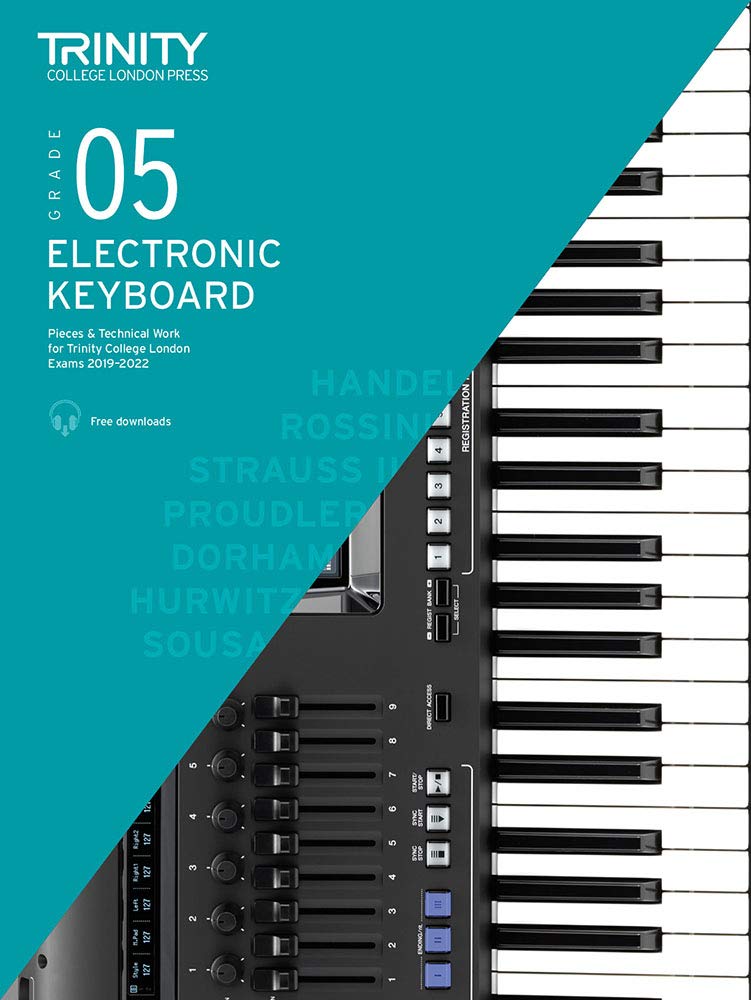 TRINITY
COLLEGE LONDON PRESS
GRADE
05
ELECTRONIC
KEYBOARD
Pieces & Technical Work
for Trinity College London
Exams 2019-2022
Free downloads
HANDEL
ROSSINI
STRAUSS II
PROUDLER
DORHAM
HURWITZ
SOUSA
REGISTRATION
4
3
2
1
REGIST BANK
SELECT
DIRECT ACCESS
START/
STOP
SYNC
START
SYNC
STOP
ENDING/rit.
III
II
I
9
8
7
6
5
4
3
2
1
5
4
3
2
1
127
Right2
127
Right1
127
Left
127
M.Pad
127
Style
127